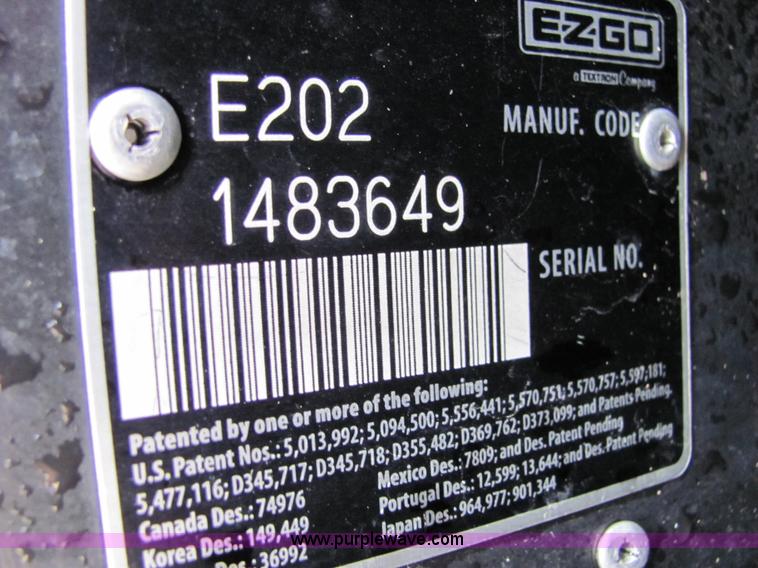 E-Z-GO
a TEXTRON Company
E202
MANUF. CODE
1483649
SERIAL NO.
Patented by one or more of the following:
U.S. Patent Nos.: 5,013,992; 5,094,500; 5,556,441; 5,570,751; 5,570,757; 5,597,181;
5,477,116; D345,717; D345,718; D355,482; D369,762; D373,099; and Patents Pending.
Canada Des.: 74976
Mexico Des.: 7809; and Des. Patent Pending
Korea Des.: 149,449
Portugal Des.: 12,599; 13,644; and Des. Patent Pending
Des.: 36992
Japan Des.: 964,977; 901,344
www.purplewave.com